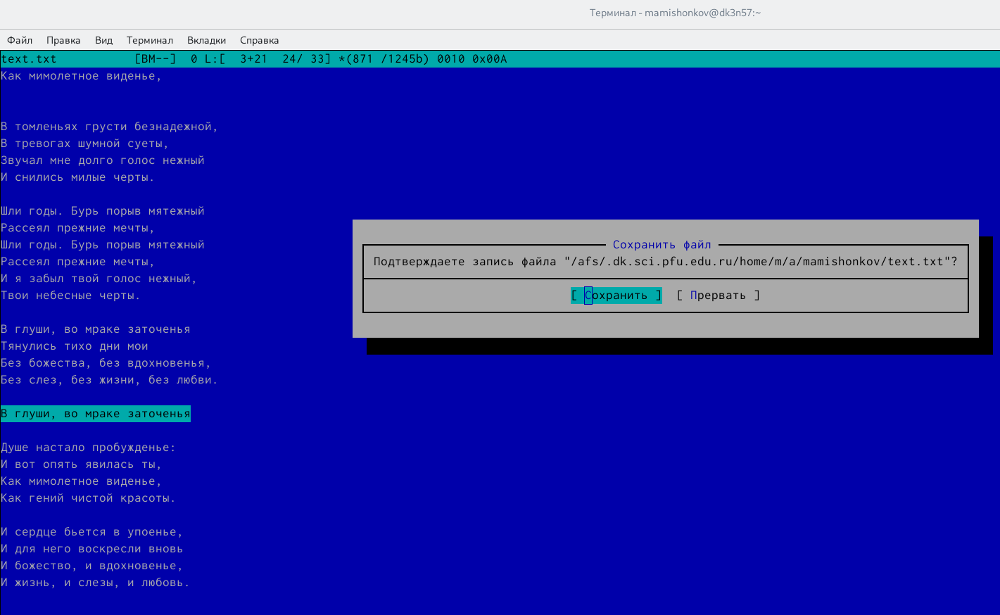 Терминал - mamishonkov@dk3n57:~
Файл Правка Вид Терминал Вкладки Справка
text.txt [BM--] 0 L:[ 3+21 24/ 33] *(871 /1245b) 0010 0x00A
Как мимолетное виденье,
В томленьях грусти безнадежной,
В тревогах шумной суеты,
Звучал мне долго голос нежный
И снились милые черты.
Шли годы. Бурь порыв мятежный
Рассеял прежние мечты,
Шли годы. Бурь порыв мятежный
Рассеял прежние мечты,
И я забыл твой голос нежный,
Твои небесные черты.
В глуши, во мраке заточенья
Тянулись тихо дни мои
Без божества, без вдохновенья,
Без слез, без жизни, без любви.
В глуши, во мраке заточенья
Душе настало пробужденье:
И вот опять явилась ты,
Как мимолетное виденье,
Как гений чистой красоты.
И сердце бьется в упоенье,
И для него воскресли вновь
И божество, и вдохновенье,
И жизнь, и слезы, и любовь.
Сохранить файл
Подтверждаете запись файла "/afs/.dk.sci.pfu.edu.ru/home/m/a/mamishonkov/text.txt"?
[ Сохранить ] [ Прервать ]